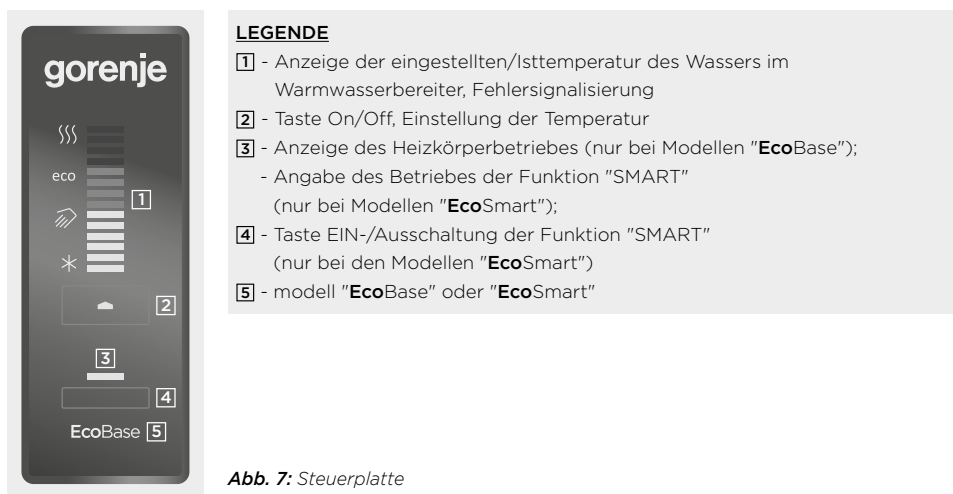 gorenje
eco
1
2
3
4
EcoBase 5
LEGENDE
1 - Anzeige der eingestellten/Isttemperatur des Wassers im
Warmwasserbereiter, Fehlersignalisierung
2 - Taste On/Off, Einstellung der Temperatur
3 - Anzeige des Heizkörperbetriebes (nur bei Modellen "EcoBase");
- Angabe des Betriebes der Funktion "SMART"
(nur bei Modellen "EcoSmart");
4 - Taste EIN-/Ausschaltung der Funktion "SMART"
(nur bei den Modellen "EcoSmart")
5 - modell "EcoBase" oder "EcoSmart"
Abb. 7: Steuerplatte